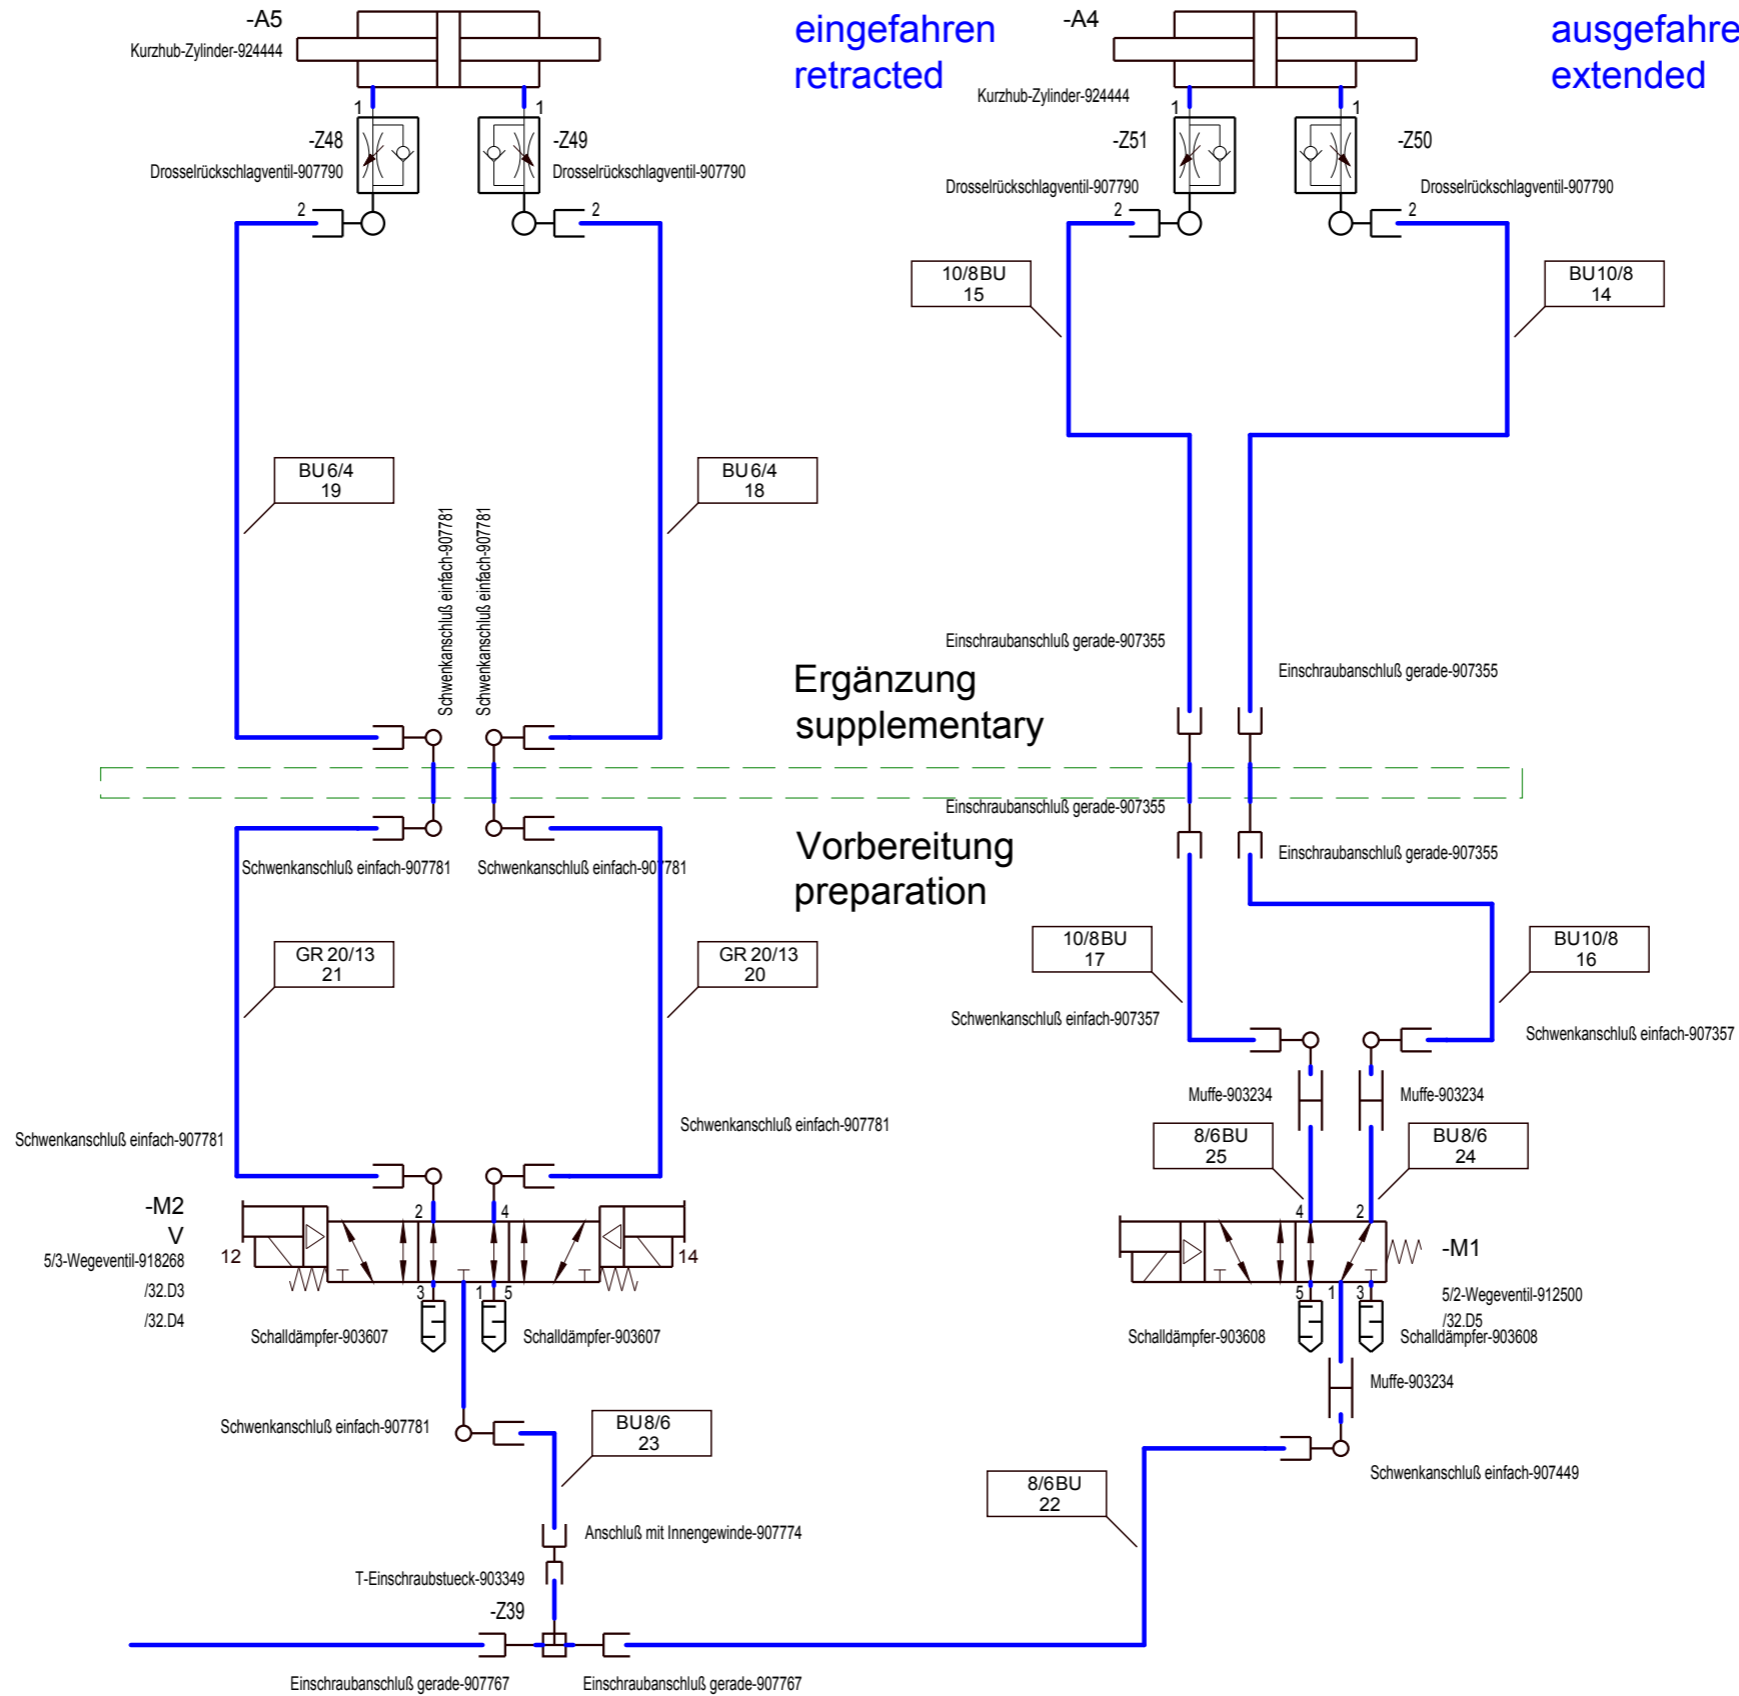 -A5
Kurzhub-Zylinder-924444
eingefahren
retracted
-A4
Kurzhub-Zylinder-924444
ausgefahre
extended
1
1
1
1
-Z48
Drosselrückschlagventil-907790
-Z49
Drosselrückschlagventil-907790
-Z51
Drosselrückschlagventil-907790
-Z50
Drosselrückschlagventil-907790
2
2
2
2
10/8BU
15
BU10/8
14
BU6/4
19
BU6/4
18
Schwenkanschluß einfach-907781
Schwenkanschluß einfach-907781
Einschraubanschluß gerade-907355
Einschraubanschluß gerade-907355
Ergänzung
supplementary
Einschraubanschluß gerade-907355
Vorbereitung
preparation
Einschraubanschluß gerade-907355
Schwenkanschluß einfach-907781
Schwenkanschluß einfach-907781
GR 20/13
21
GR 20/13
20
10/8BU
17
BU10/8
16
Schwenkanschluß einfach-907357
Schwenkanschluß einfach-907357
Muffe-903234
Muffe-903234
Schwenkanschluß einfach-907781
Schwenkanschluß einfach-907781
8/6BU
25
BU8/6
24
-M2
V
5/3-Wegeventil-918268
/32.D3
/32.D4
12
2
4
14
3
1
5
Schalldämpfer-903607
Schalldämpfer-903607
4
2
-M1
5/2-Wegeventil-912500
/32.D5
5
1
3
Schalldämpfer-903608
Schalldämpfer-903608
Muffe-903234
Schwenkanschluß einfach-907781
BU8/6
23
Schwenkanschluß einfach-907449
8/6BU
22
Anschluß mit Innengewinde-907774
T-Einschraubstueck-903349
-Z39
Einschraubanschluß gerade-907767
Einschraubanschluß gerade-907767